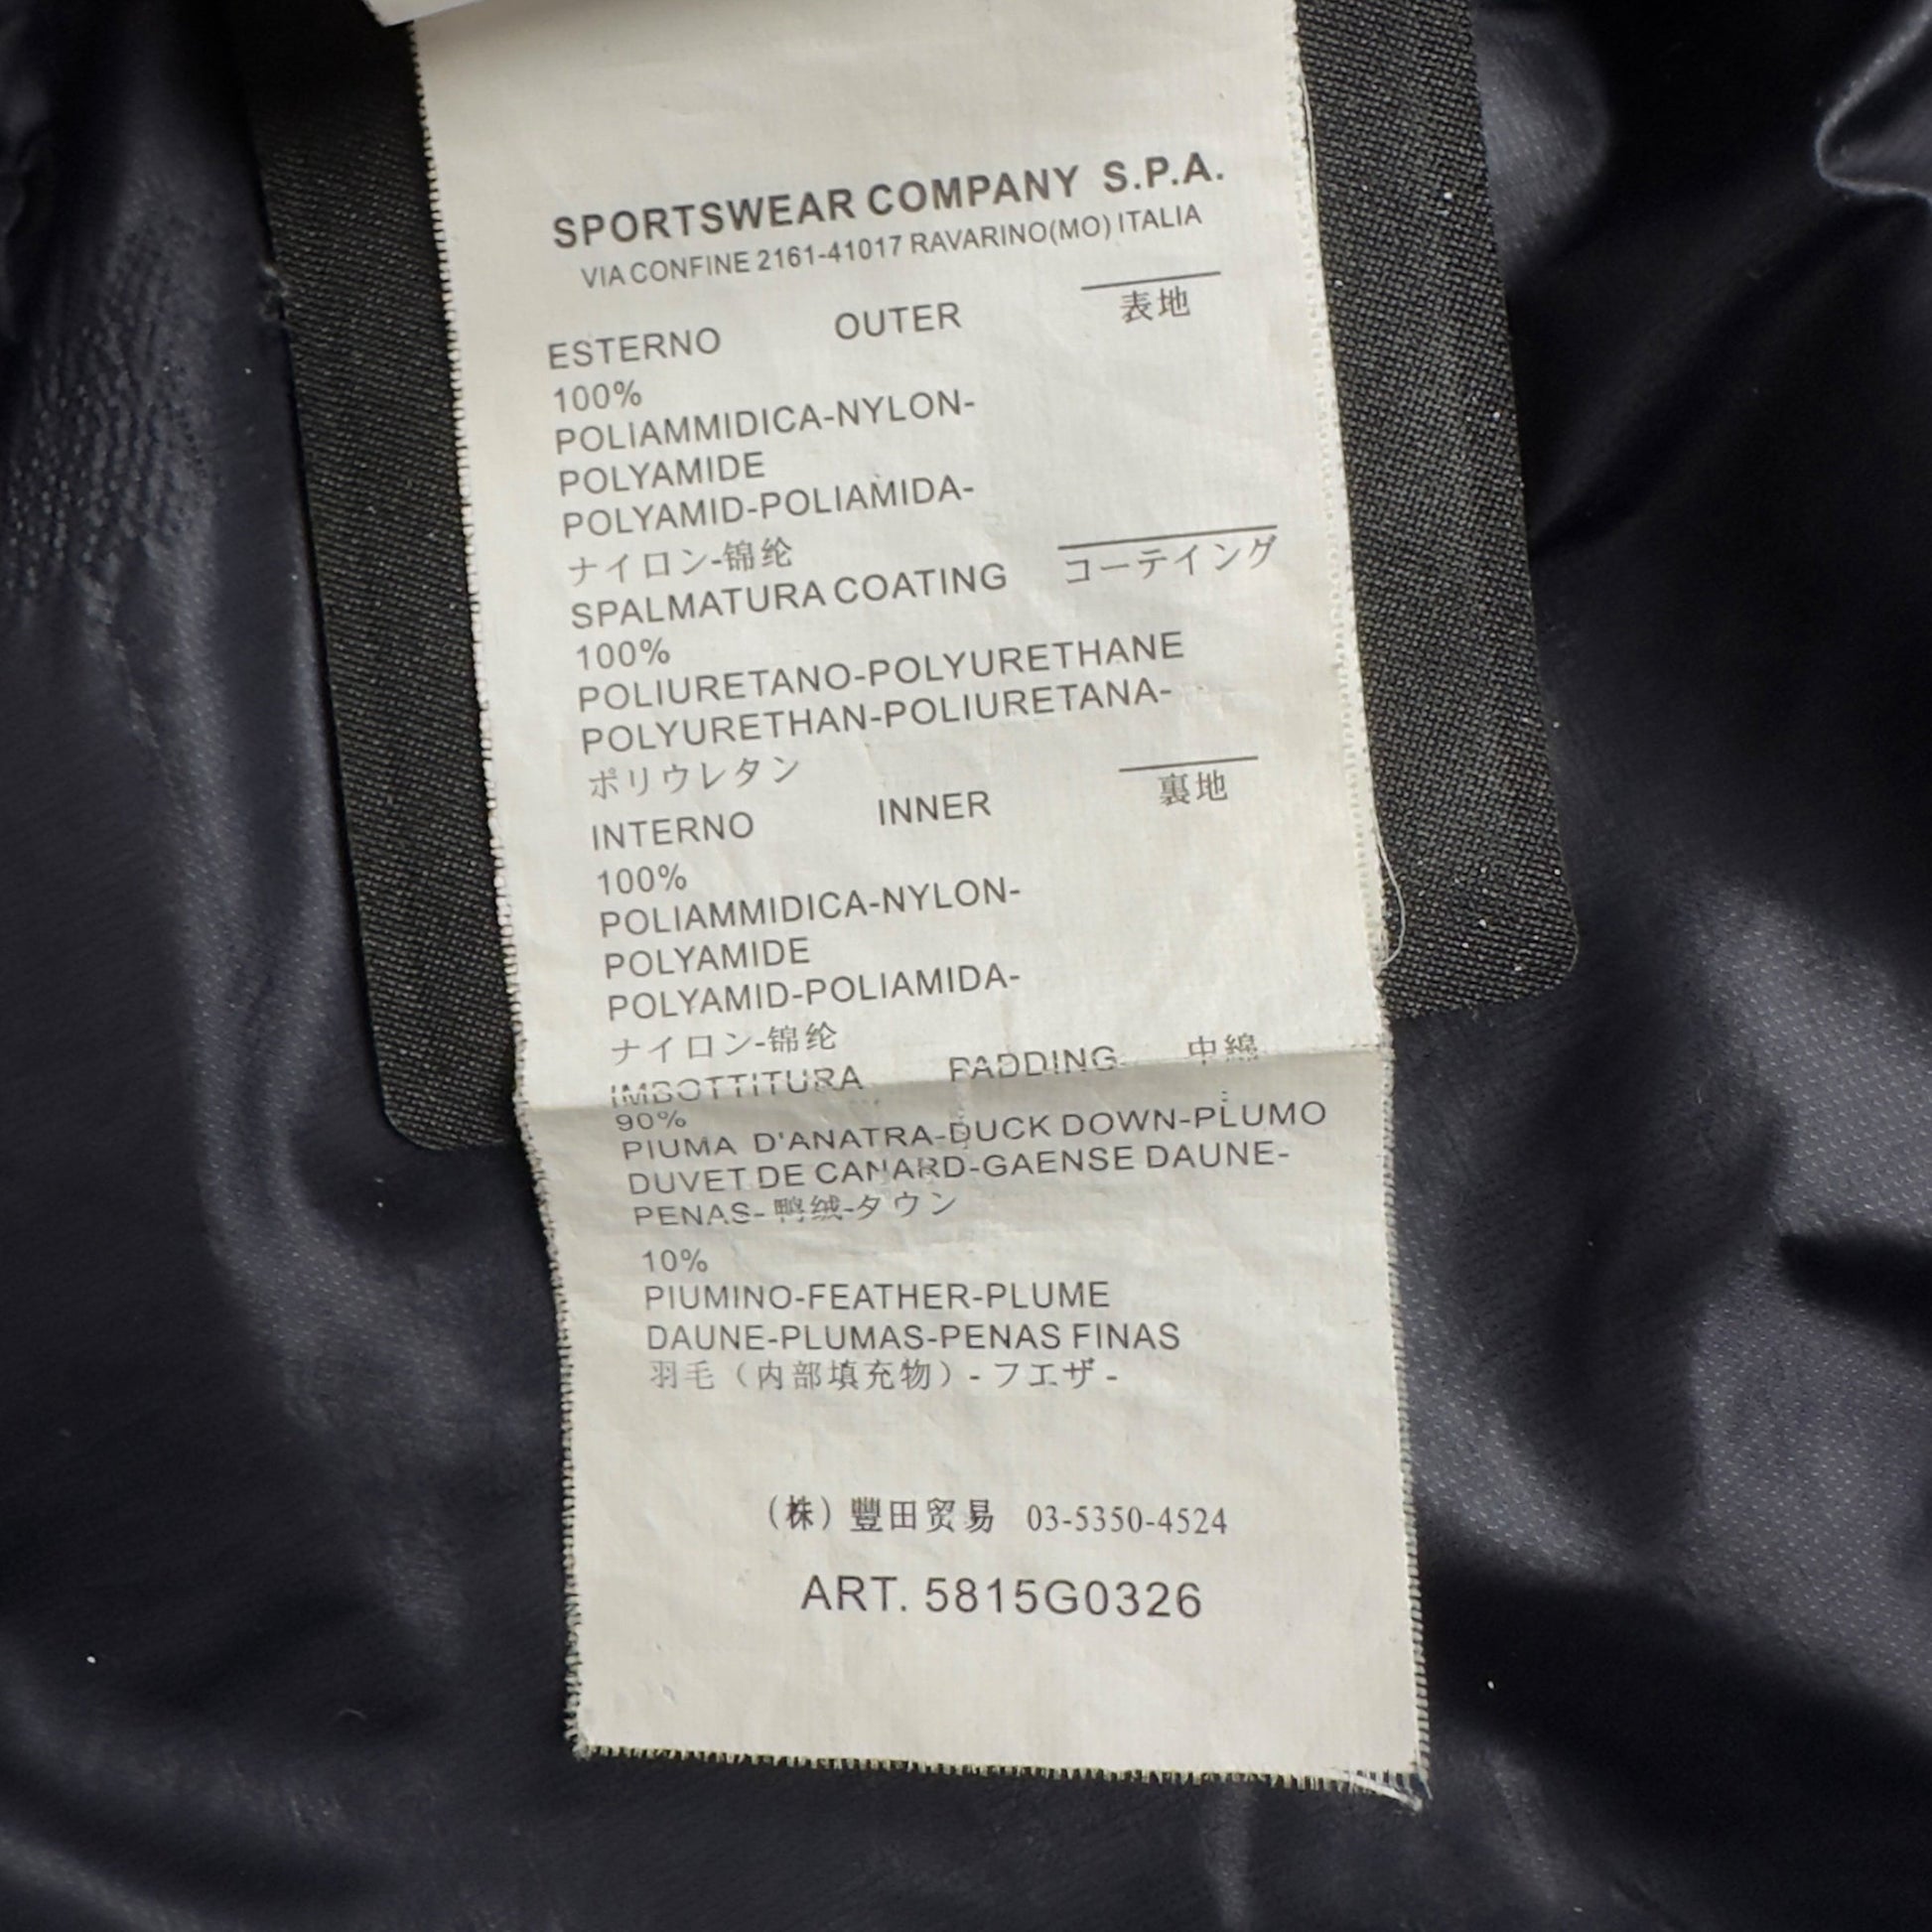 SPORTSWEAR COMPANY S.P.A.
VIA CONFINE 2161-41017 RAVARINO(MO) ITALIA
ESTERNO OUTER 表地
100%
POLIAMMIDICA-NYLON-
POLYAMIDE
POLYAMID-POLIAMIDA-
ナイロン-锦纶
SPALMATURA COATING コーテイング
100%
POLIURETANO-POLYURETHANE
POLYURETHAN-POLIURETANA-
ポリウレタン
INTERNO INNER 裏地
100%
POLIAMMIDICA-NYLON-
POLYAMIDE
POLYAMID-POLIAMIDA-
ナイロン-锦纶
IMBOTTITURA PADDING 中綿
90%
PIUMA D'ANATRA-DUCK DOWN-PLUMO
DUVET DE CANARD-GAENSE DAUNE-
PENAS-鸭绒-タウン
10%
PIUMINO-FEATHER-PLUME
DAUNE-PLUMAS-PENAS FINAS
羽毛（内部填充物）-フエザ-
（株）豐田贸易 03-5350-4524
ART. 5815G0326